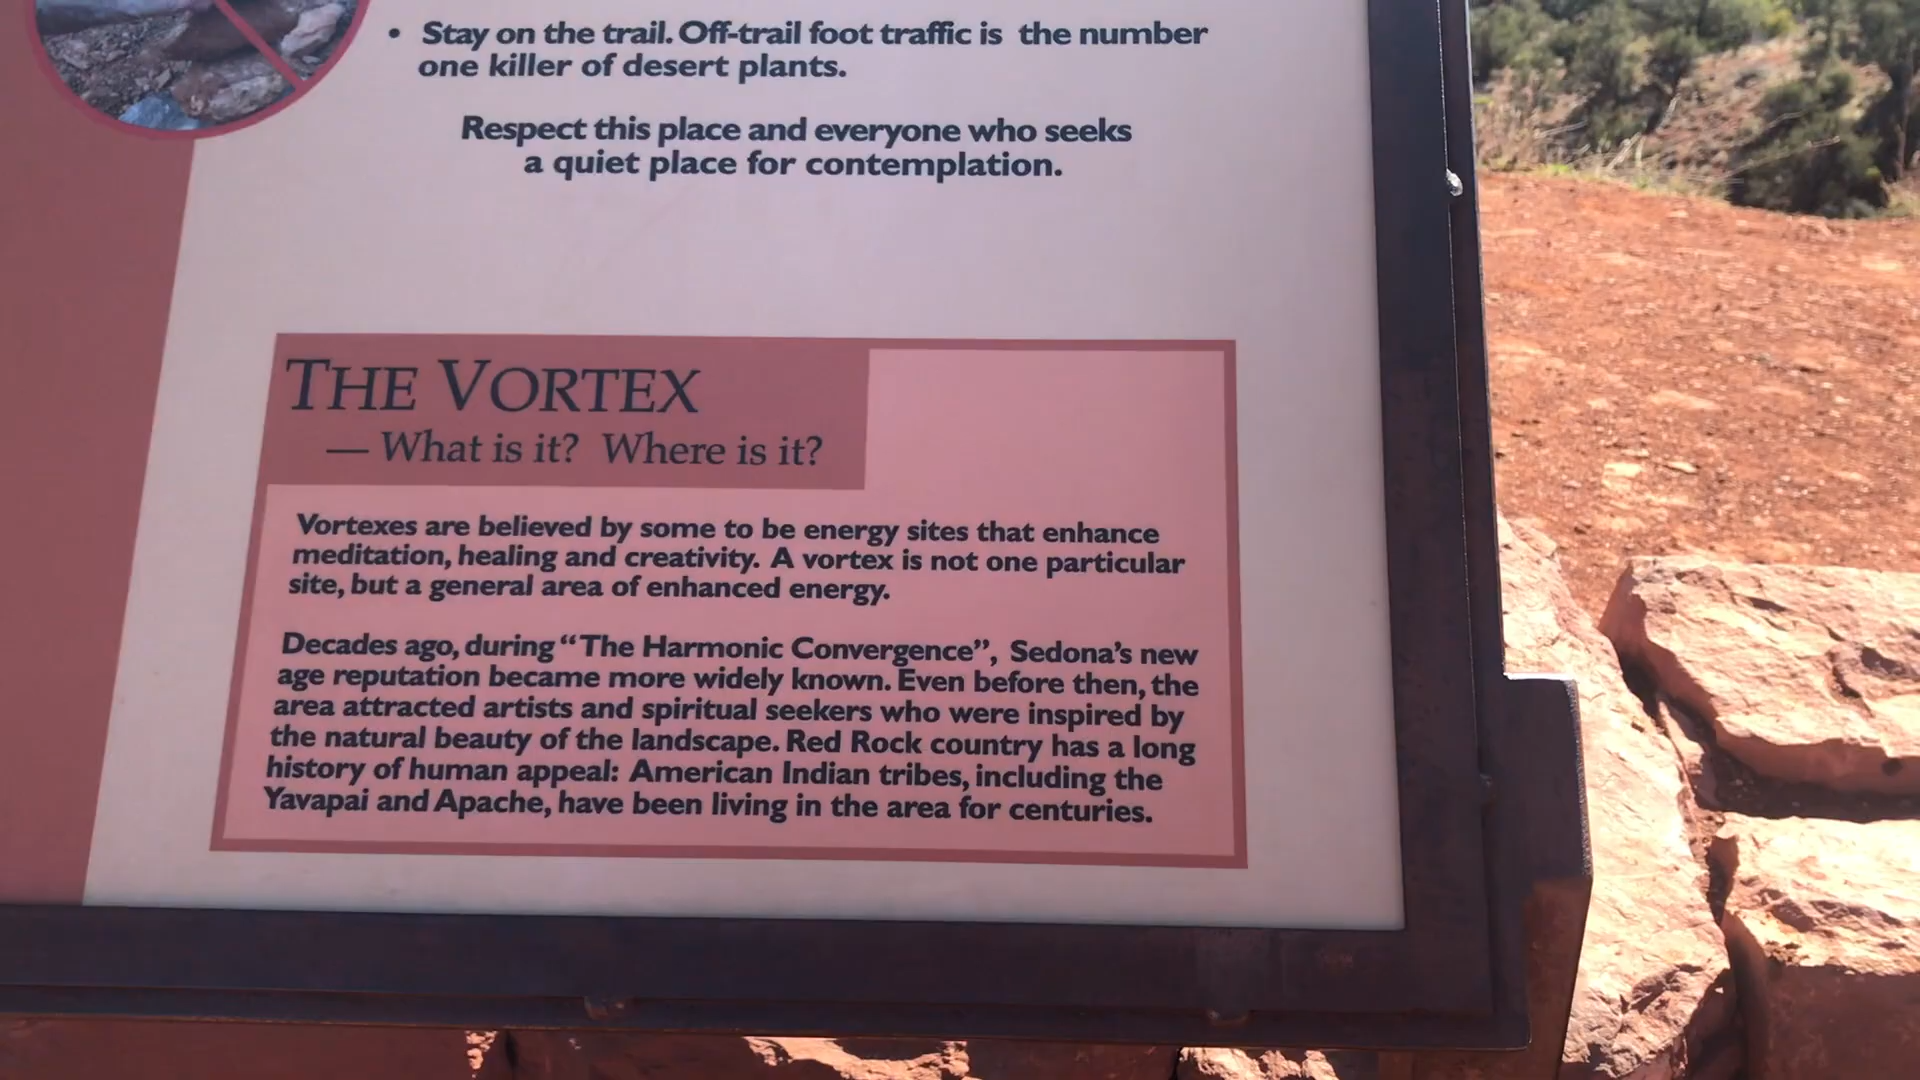 • Stay on the trail. Off-trail foot traffic is the number
one killer of desert plants.
Respect this place and everyone who seeks
a quiet place for contemplation.
THE VORTEX
— What is it? Where is it?
Vortexes are believed by some to be energy sites that enhance
meditation, healing and creativity. A vortex is not one particular
site, but a general area of enhanced energy.
Decades ago, during “The Harmonic Convergence”, Sedona’s new
age reputation became more widely known. Even before then, the
area attracted artists and spiritual seekers who were inspired by
the natural beauty of the landscape. Red Rock country has a long
history of human appeal: American Indian tribes, including the
Yavapai and Apache, have been living in the area for centuries.